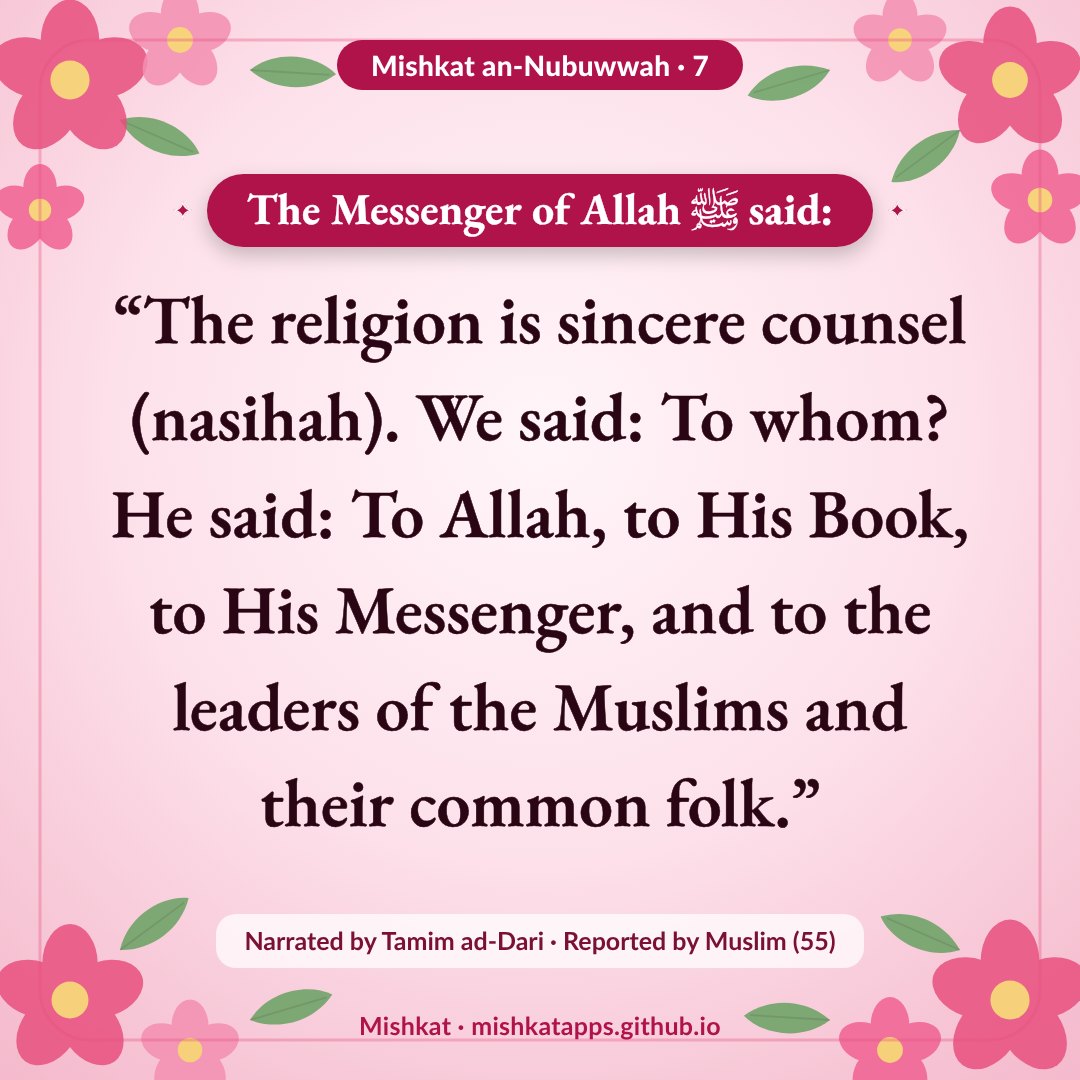 Mishkat an-Nubuwwah · 7
The Messenger of Allah ﷺ said:
“The religion is sincere counsel
(nasihah). We said: To whom?
He said: To Allah, to His Book,
to His Messenger, and to the
leaders of the Muslims and
their common folk.”
Narrated by Tamim ad-Dari · Reported by Muslim (55)
Mishkat · mishkatapps.github.io